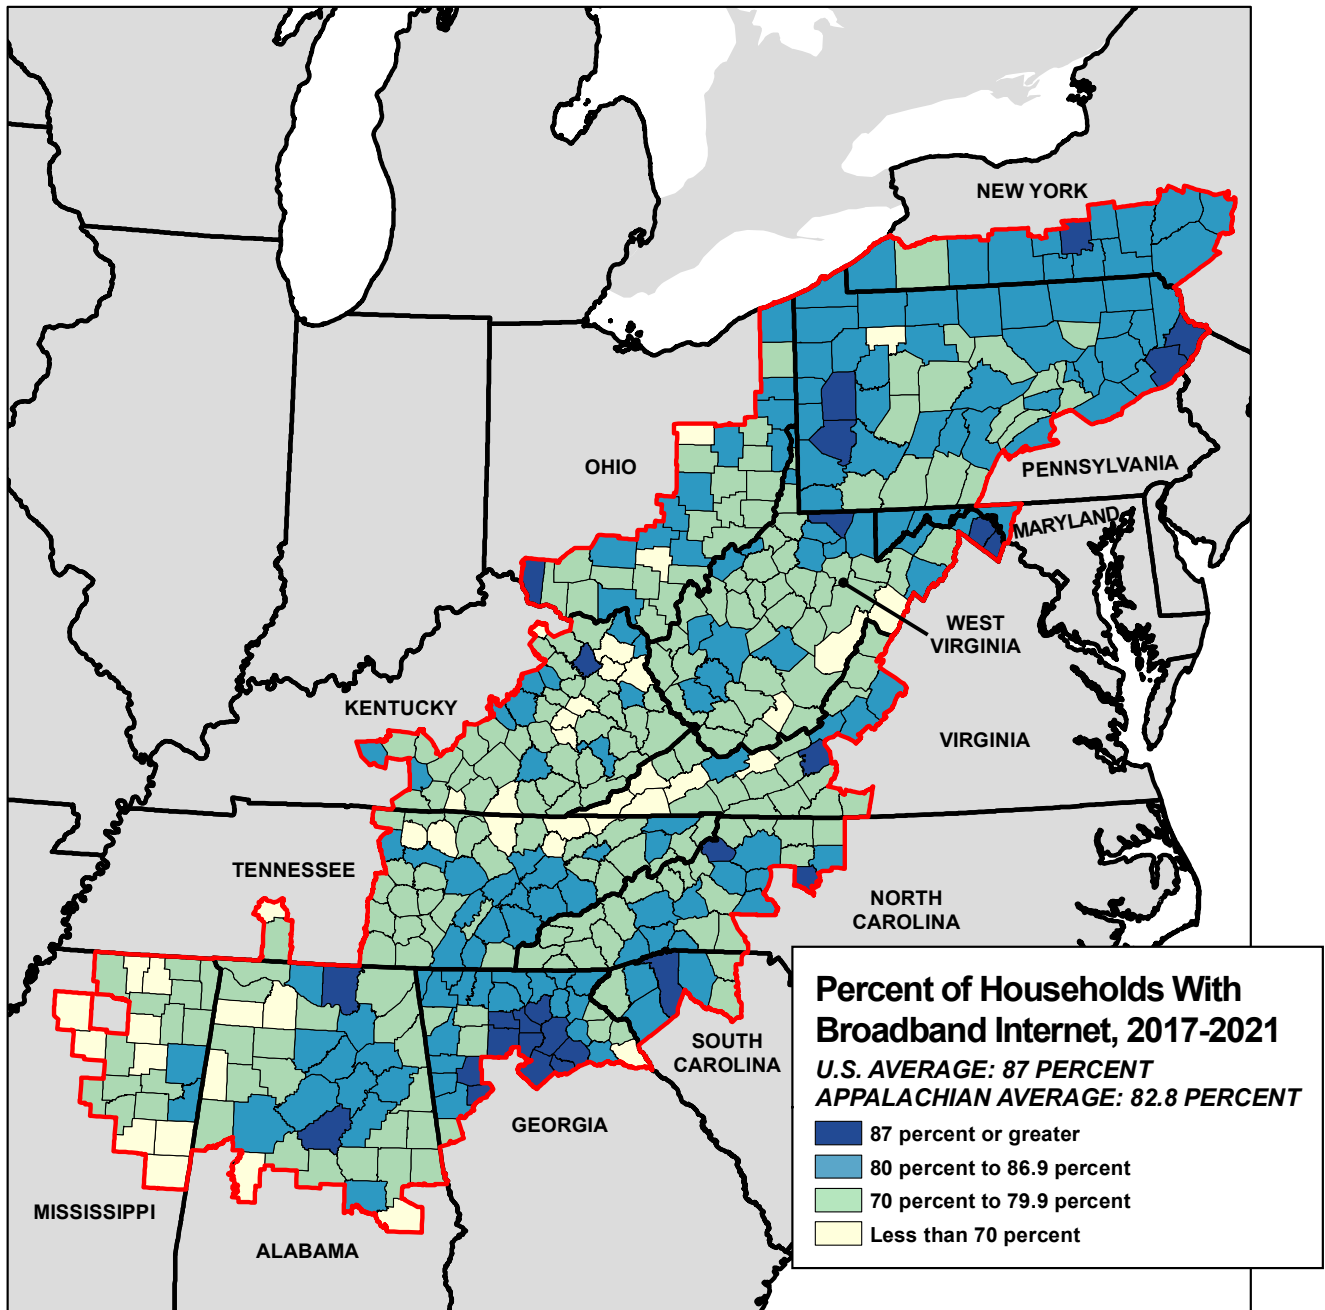 NEW YORK
OHIO
PENNSYLVANIA
MARYLAND
WEST
VIRGINIA
KENTUCKY
VIRGINIA
TENNESSEE
NORTH
CAROLINA
SOUTH
CAROLINA
GEORGIA
MISSISSIPPI
ALABAMA
Percent of Households With
Broadband Internet, 2017-2021
U.S. AVERAGE: 87 PERCENT
APPALACHIAN AVERAGE: 82.8 PERCENT
87 percent or greater
80 percent to 86.9 percent
70 percent to 79.9 percent
Less than 70 percent